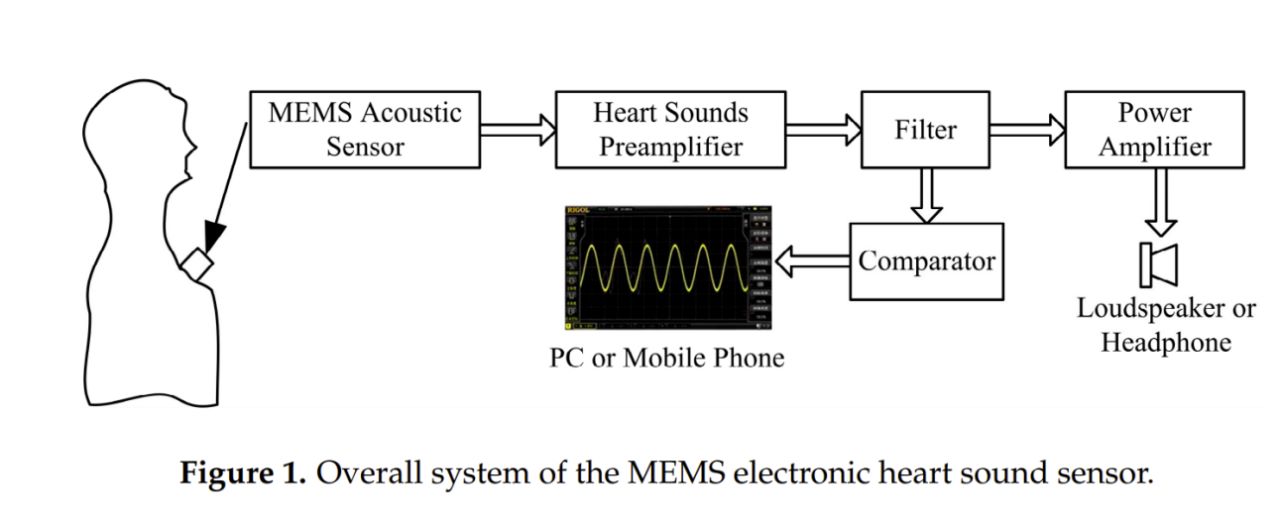 MEMS Acoustic
Sensor
Heart Sounds
Preamplifier
Filter
Power
Amplifier
RIGOL
Comparator
PC or Mobile Phone
Loudspeaker or
Headphone
Figure 1. Overall system of the MEMS electronic heart sound sensor.